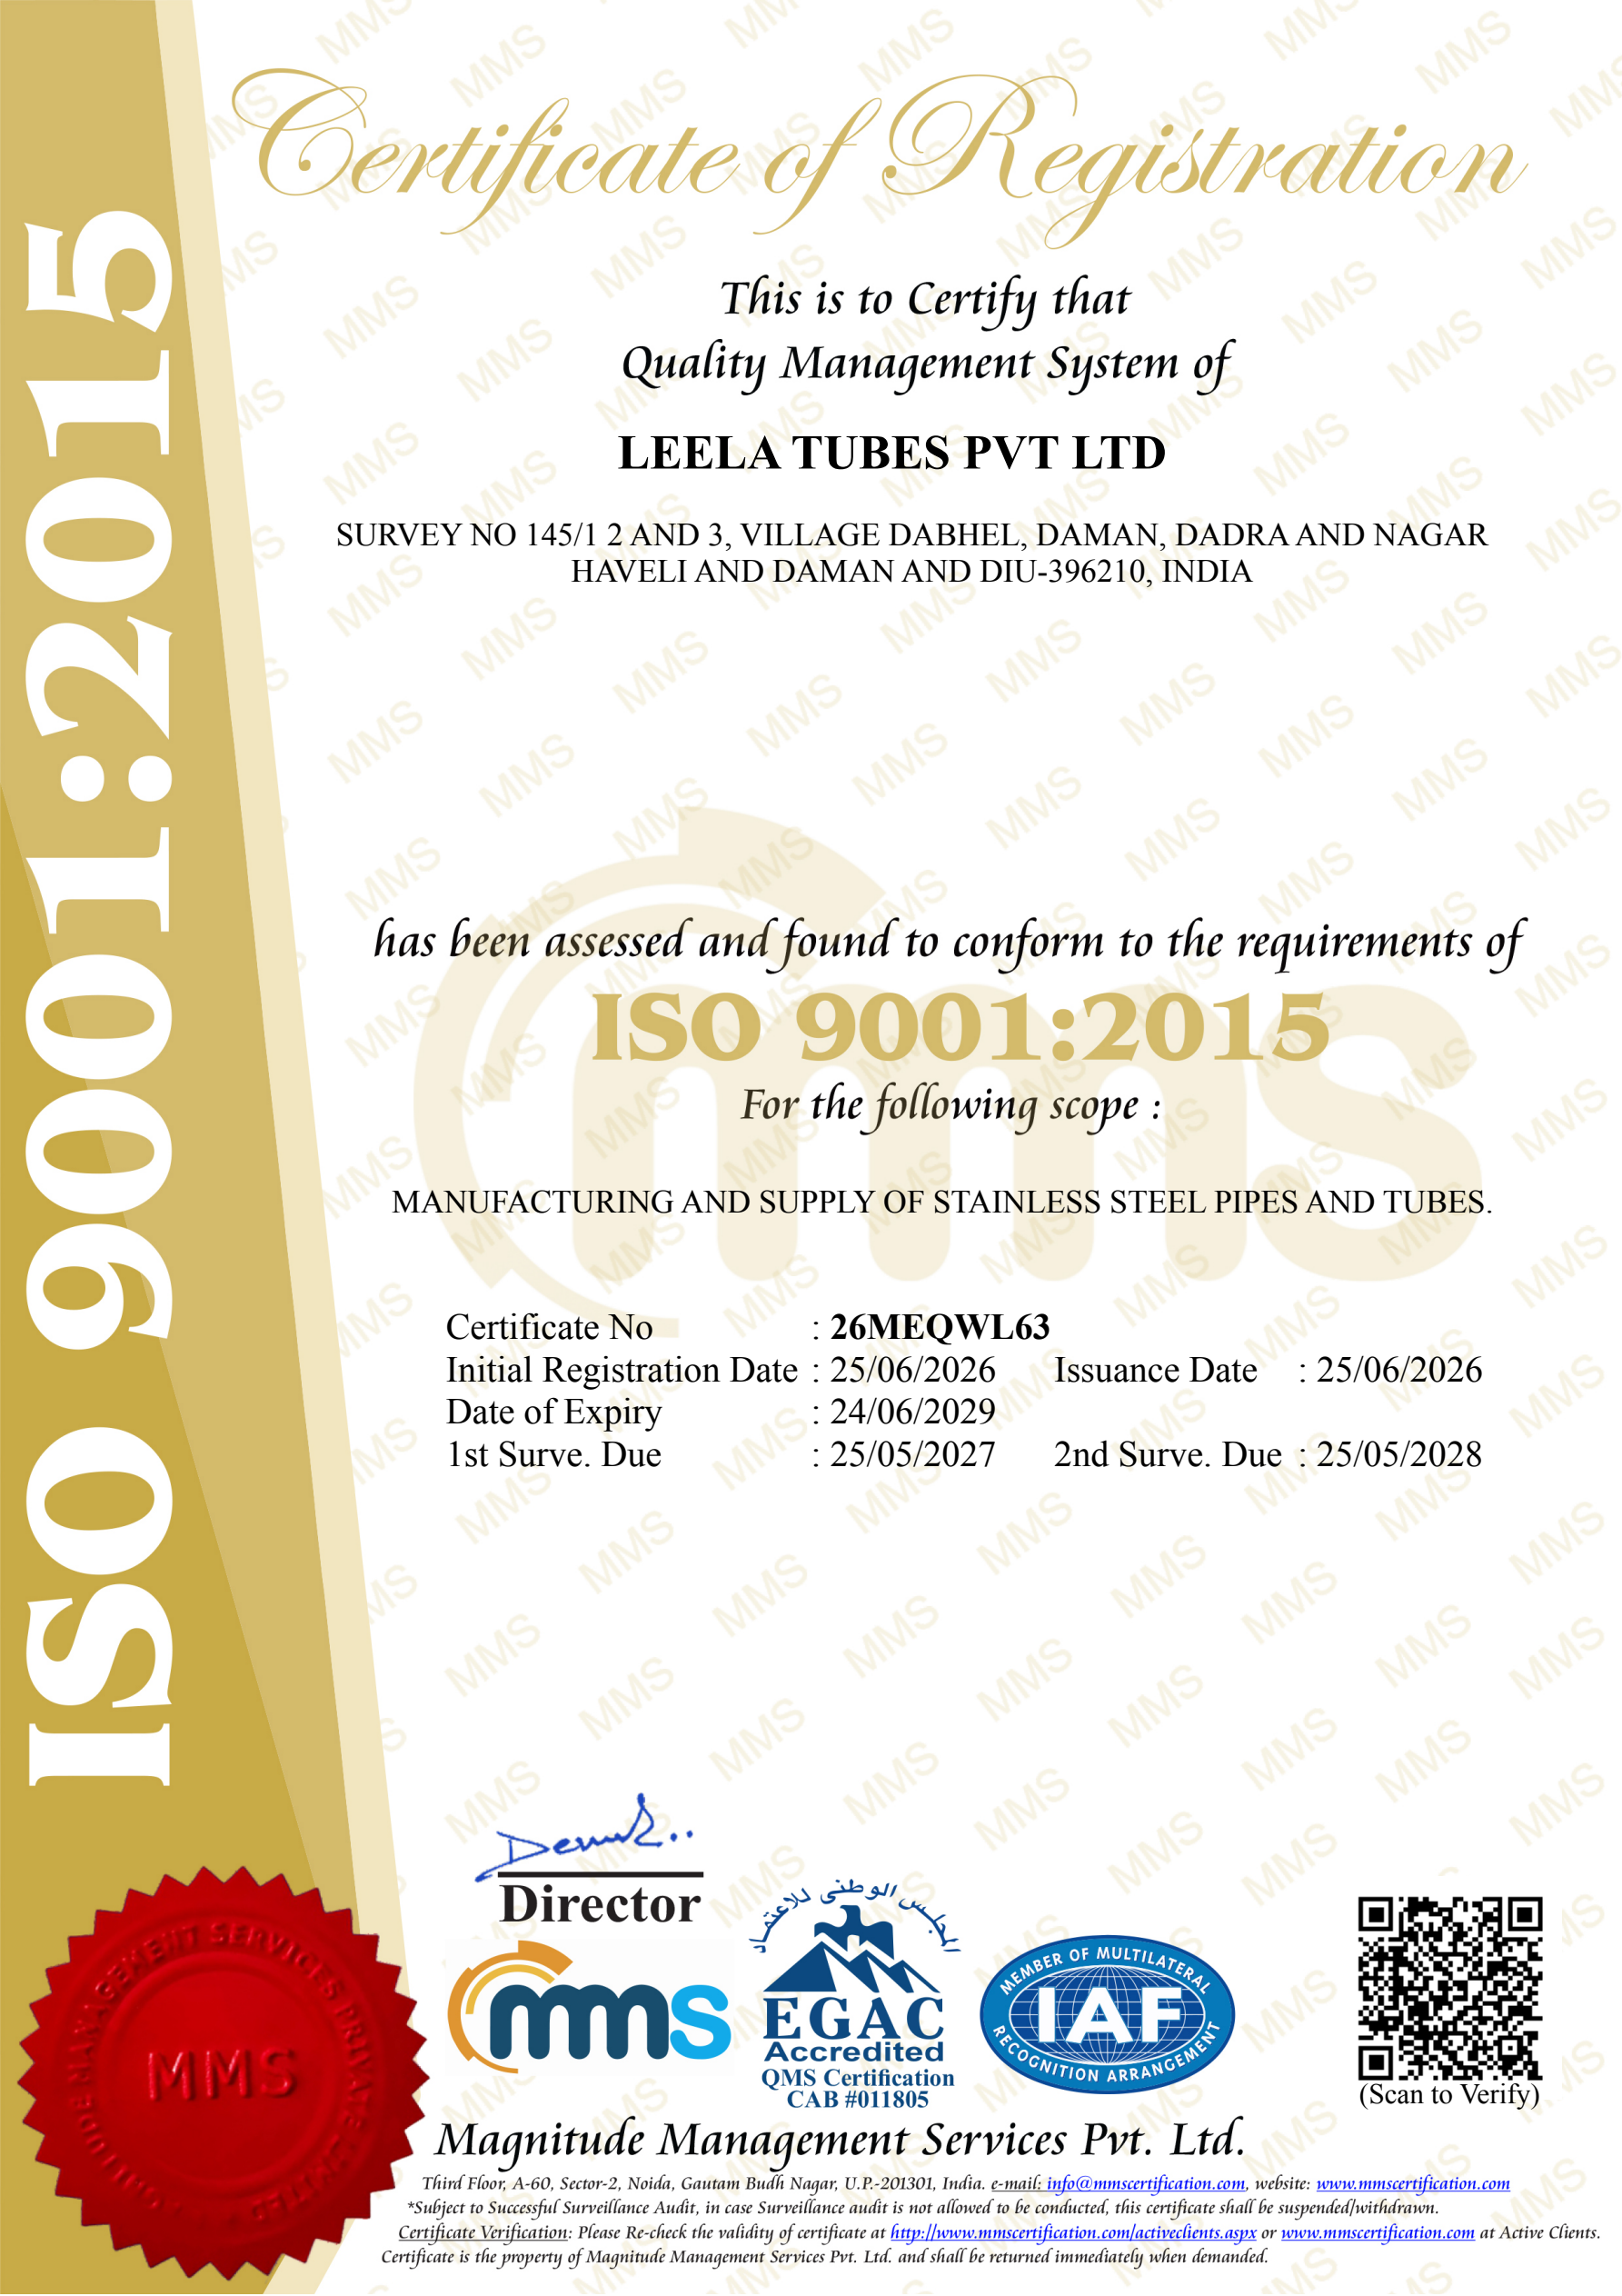 Certificate of Registration
This is to Certify that
Quality Management System of
LEELA TUBES PVT LTD
SURVEY NO 145/1 2 AND 3, VILLAGE DABHEL, DAMAN, DADRA AND NAGAR
HAVELI AND DAMAN AND DIU-396210, INDIA
has been assessed and found to conform to the requirements of
ISO 9001:2015
For the following scope :
MANUFACTURING AND SUPPLY OF STAINLESS STEEL PIPES AND TUBES.
Certificate No : 26MEQWL63
Initial Registration Date : 25/06/2026 Issuance Date : 25/06/2026
Date of Expiry : 24/06/2029
1st Surve. Due : 25/05/2027 2nd Surve. Due : 25/05/2028
ISO 9001:2015
Director
MANAGEMENT SERVICES PRIVATE LIMITED
MMS
mms
المجلس الوطنى للاعتماد
EGAC
Accredited
QMS Certification
CAB #011805
MEMBER OF MULTILATERAL
IAF
RECOGNITION ARRANGEMENT
(Scan to Verify)
Magnitude Management Services Pvt. Ltd.
Third Floor, A-60, Sector-2, Noida, Gautam Budh Nagar, U.P.-201301, India. e-mail: info@mmscertification.com, website: www.mmscertification.com
*Subject to Successful Surveillance Audit, in case Surveillance audit is not allowed to be conducted, this certificate shall be suspended/withdrawn.
Certificate Verification: Please Re-check the validity of certificate at http://www.mmscertification.com/activeclients.aspx or www.mmscertification.com at Active Clients.
Certificate is the property of Magnitude Management Services Pvt. Ltd. and shall be returned immediately when demanded.